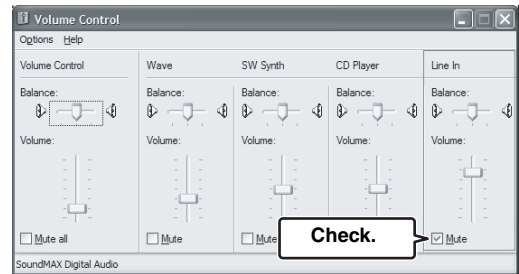 Volume Control
Options Help
Volume Control Wave SW Synth CD Player Line In
Balance: Balance: Balance: Balance: Balance:
Volume: Volume: Volume: Volume: Volume:
Mute all Mute Mute Check. Mute
SoundMAX Digital Audio